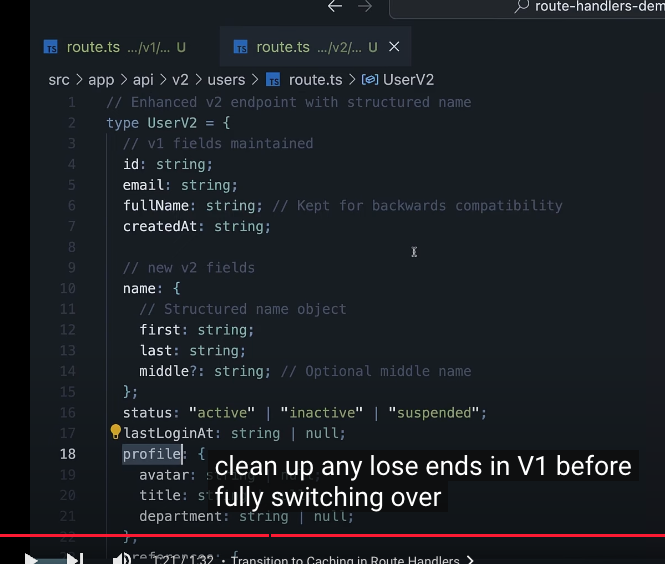 route-handlers-dem
route.ts .../v1/... U
route.ts .../v2/... U
src > app > api > v2 > users > route.ts > UserV2
1 // Enhanced v2 endpoint with structured name
2 type UserV2 = {
3 // v1 fields maintained
4 id: string;
5 email: string;
6 fullName: string; // Kept for backwards compatibility
7 createdAt: string;
8
9 // new v2 fields
10 name: {
11 // Structured name object
12 first: string;
13 last: string;
14 middle?: string; // Optional middle name
15 };
16 status: "active" | "inactive" | "suspended";
17 lastLoginAt: string | null;
18 profile: {
19 avatar: string | null;
20 title: st
21 department: string | null;
22 },
preferences: {
clean up any lose ends in V1 before
fully switching over
1:21 / 1:32 • Transition to Caching in Route Handlers >